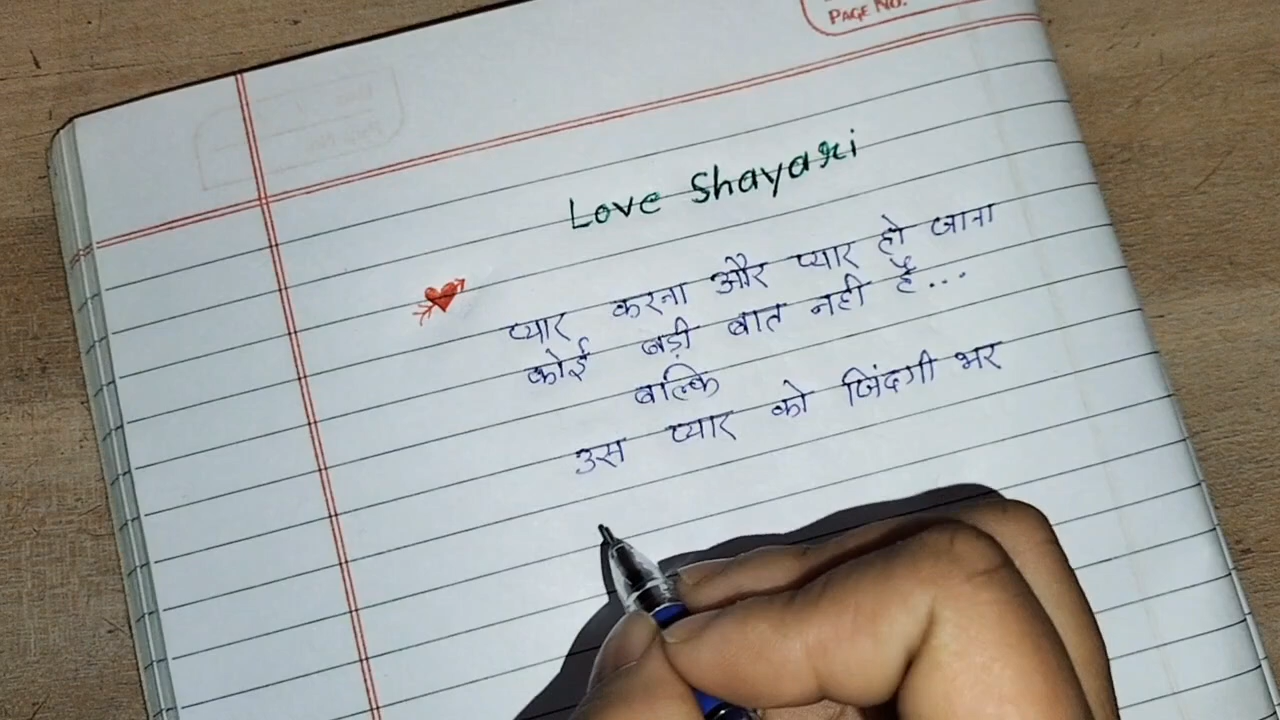 PAGE NO.
Love Shayari
प्यार करना और प्यार हो जाना
कोई बड़ी बात नही है..
बल्कि
उस प्यार को जिंदगी भर